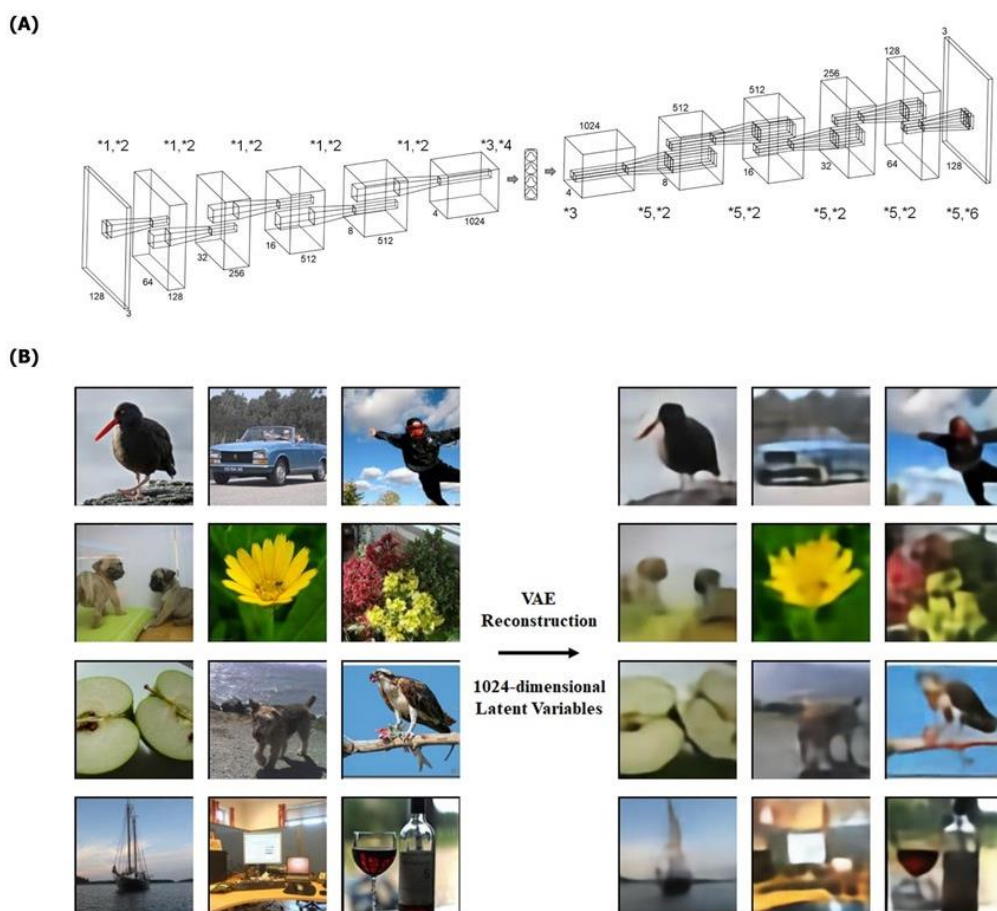 (A)
*1,*2 *1,*2 *1,*2 *1,*2 *1,*2 *3,*4
128 3
64 128
32 256
16 512
8 512
4 1024
1024 4
512 8
512 16
256 32
128 64
3 128
*3 *5,*2 *5,*2 *5,*2 *5,*2 *5,*6
(B)
VAE
Reconstruction
1024-dimensional
Latent Variables